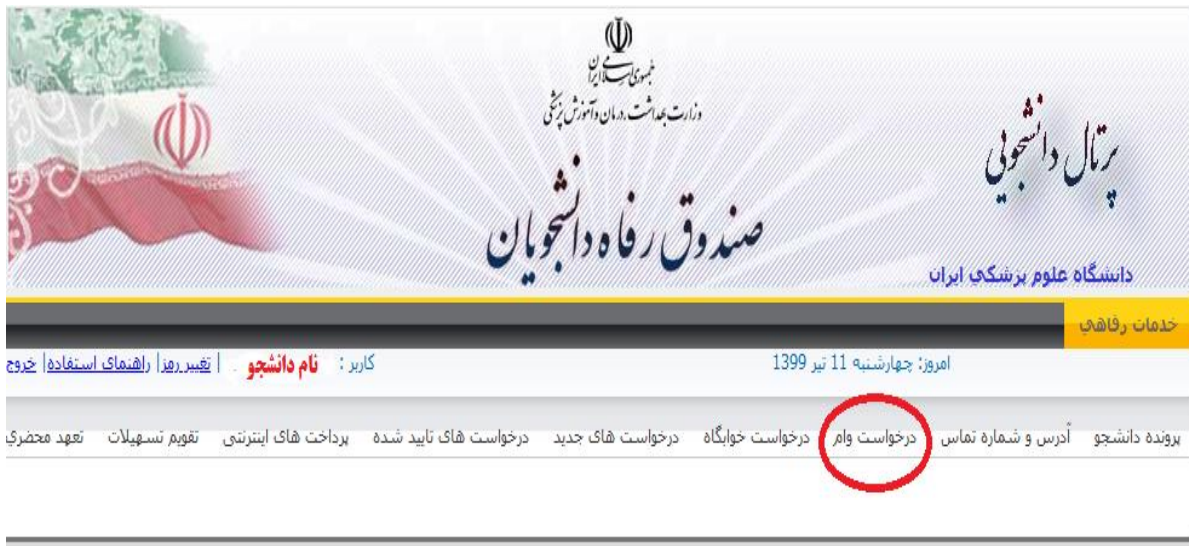 جمهوری اسلامی ایران
وزارت بهداشت، درمان و آموزش پزشکی
پرتال دانشجویی
صندوق رفاه دانشجویان
دانشگاه علوم پزشکی ایران
خدمات رفاهي
امروز: چهارشنبه 11 تیر 1399 کاربر : نام دانشجو | تغییر رمز | راهنمای استفاده | خروج
پرونده دانشجو آدرس و شماره تماس درخواست وام درخواست خوابگاه درخواست های جدید درخواست های تایید شده پرداخت های اینترنتی تقویم تسهیلات تعهد محضری